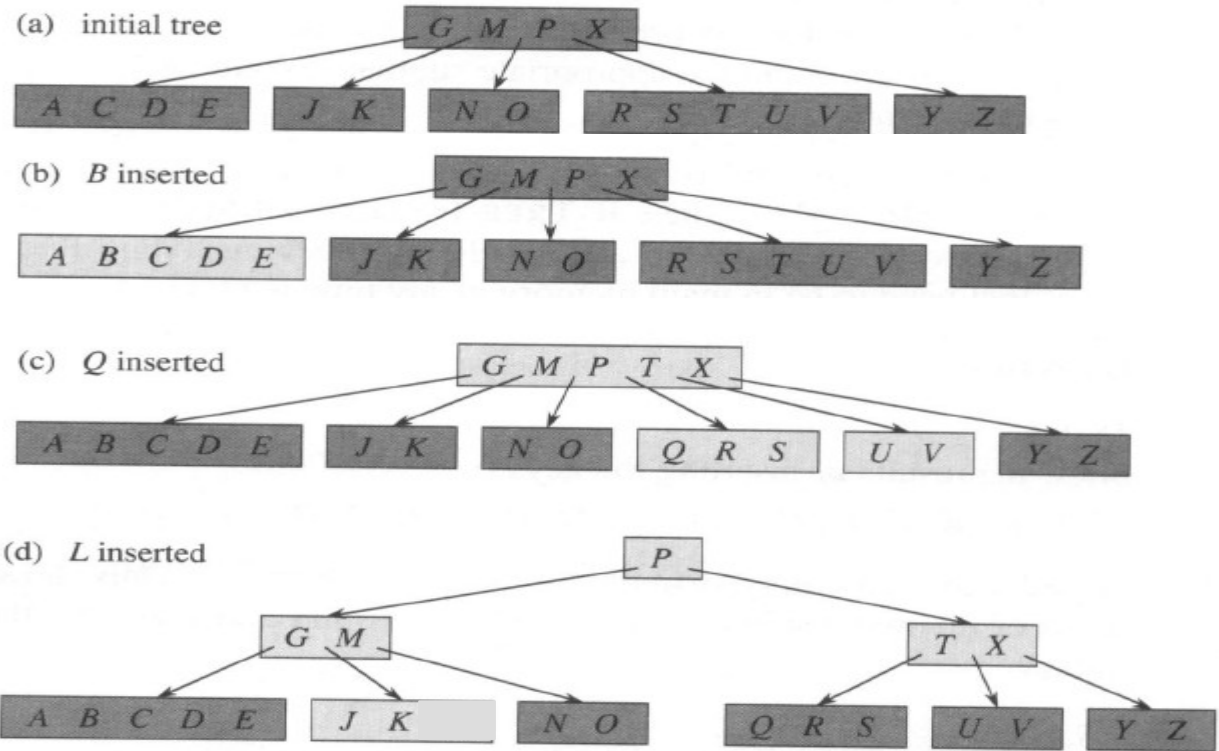 (a) initial tree
G M P X
A C D E J K N O R S T U V Y Z
(b) B inserted
G M P X
A B C D E J K N O R S T U V Y Z
(c) Q inserted
G M P T X
A B C D E J K N O Q R S U V Y Z
(d) L inserted
P
G M T X
A B C D E J K N O Q R S U V Y Z